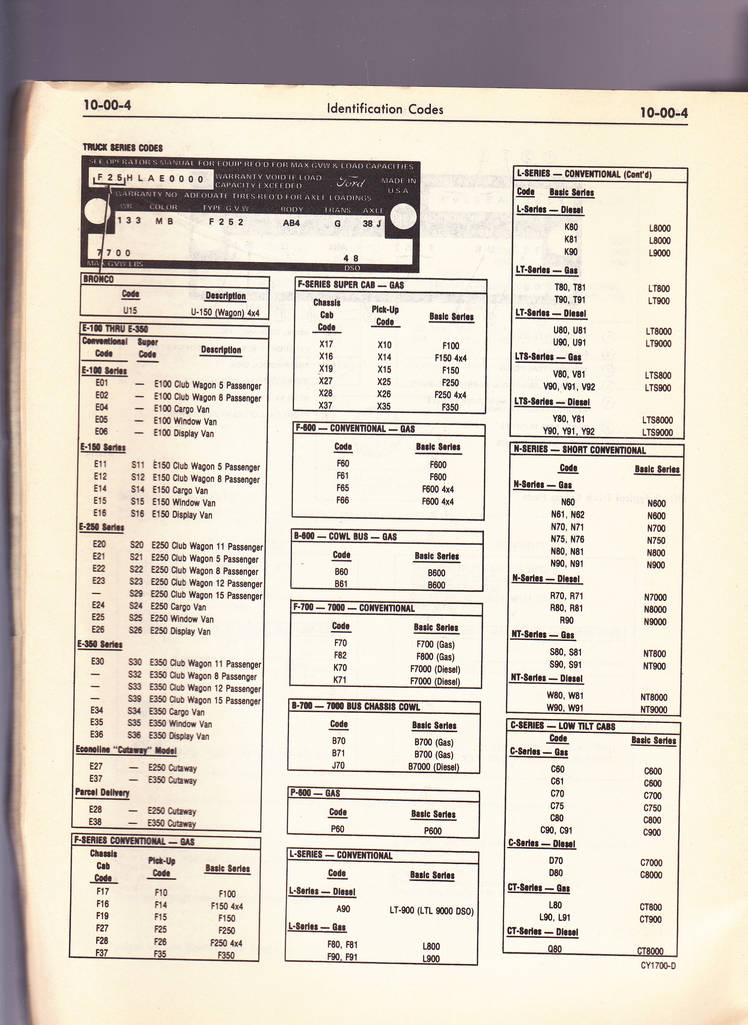 10-00-4 Identification Codes 10-00-4
TRUCK SERIES CODES
SEE OPERATOR'S MANUAL FOR EQUIP REQ'D FOR MAX GVW & LOAD CAPACITIES
F25HLAE0000 WARRANTY VOID IF LOAD CAPACITY EXCEEDED Ford MADE IN U.S.A
WARRANTY NO. ADEQUATE TIRES REQ'D FOR AXLE LOADINGS
WB COLOR TYPE G.V.W. BODY TRANS AXLE
133 MB F252 AB4 G 38J
7700 48
MAX GVW LBS DSO
BRONCO
Code Description
U15 U-150 (Wagon) 4x4
E-100 THRU E-350
Conventional Super
Code Code Description
E-100 Series
E01 — E100 Club Wagon 5 Passenger
E02 — E100 Club Wagon 8 Passenger
E04 — E100 Cargo Van
E05 — E100 Window Van
E06 — E100 Display Van
E-150 Series
E11 S11 E150 Club Wagon 5 Passenger
E12 S12 E150 Club Wagon 8 Passenger
E14 S14 E150 Cargo Van
E15 S15 E150 Window Van
E16 S16 E150 Display Van
E-250 Series
E20 S20 E250 Club Wagon 11 Passenger
E21 S21 E250 Club Wagon 5 Passenger
E22 S22 E250 Club Wagon 8 Passenger
E23 S23 E250 Club Wagon 12 Passenger
— S29 E250 Club Wagon 15 Passenger
E24 S24 E250 Cargo Van
E25 S25 E250 Window Van
E26 S26 E250 Display Van
E-350 Series
E30 S30 E350 Club Wagon 11 Passenger
— S32 E350 Club Wagon 8 Passenger
— S33 E350 Club Wagon 12 Passenger
— S39 E350 Club Wagon 15 Passenger
E34 S34 E350 Cargo Van
E35 S35 E350 Window Van
E36 S36 E350 Display Van
Econoline "Cutaway" Model
E27 — E250 Cutaway
E37 — E350 Cutaway
Parcel Delivery
E28 — E250 Cutaway
E38 — E350 Cutaway
F-SERIES CONVENTIONAL — GAS
Chassis
Cab Pick-Up
Code Code Basic Series
F17 F10 F100
F16 F14 F150 4x4
F19 F15 F150
F27 F25 F250
F28 F26 F250 4x4
F37 F35 F350
F-SERIES SUPER CAB — GAS
Chassis
Cab Pick-Up
Code Code Basic Series
X17 X10 F100
X16 X14 F150 4x4
X19 X15 F150
X27 X25 F250
X28 X26 F250 4x4
X37 X35 F350
F-600 — CONVENTIONAL — GAS
Code Basic Series
F60 F600
F61 F600
F65 F600 4x4
F66 F600 4x4
B-600 — COWL BUS — GAS
Code Basic Series
B60 B600
B61 B600
F-700 — 7000 — CONVENTIONAL
Code Basic Series
F70 F700 (Gas)
F82 F800 (Gas)
K70 F7000 (Diesel)
K71 F7000 (Diesel)
B-700 — 7000 BUS CHASSIS COWL
Code Basic Series
B70 B700 (Gas)
B71 B700 (Gas)
J70 B7000 (Diesel)
P-600 — GAS
Code Basic Series
P60 P600
L-SERIES — CONVENTIONAL
Code Basic Series
L-Series — Diesel
A90 LT-900 (LTL 9000 DSO)
L-Series — Gas
F80, F81 L800
F90, F91 L900
L-SERIES — CONVENTIONAL (Cont'd)
Code Basic Series
L-Series — Diesel
K80 L8000
K81 L8000
K90 L9000
LT-Series — Gas
T80, T81 LT800
T90, T91 LT900
LT-Series — Diesel
U80, U81 LT8000
U90, U91 LT9000
LTS-Series — Gas
V80, V81 LTS800
V90, V91, V92 LTS900
LTS-Series — Diesel
Y80, Y81 LTS8000
Y90, Y91, Y92 LTS9000
N-SERIES — SHORT CONVENTIONAL
Code Basic Series
N-Series — Gas
N60 N600
N61, N62 N600
N70, N71 N700
N75, N76 N750
N80, N81 N800
N90, N91 N900
N-Series — Diesel
R70, R71 N7000
R80, R81 N8000
R90 N9000
NT-Series — Gas
S80, S81 NT800
S90, S91 NT900
NT-Series — Diesel
W80, W81 NT8000
W90, W91 NT9000
C-SERIES — LOW TILT CABS
Code Basic Series
C-Series — Gas
C60 C600
C61 C600
C70 C700
C75 C750
C80 C800
C90, C91 C900
C-Series — Diesel
D70 C7000
D80 C8000
CT-Series — Gas
L80 CT800
L90, L91 CT900
CT-Series — Diesel
Q80 CT8000
CY1700-D